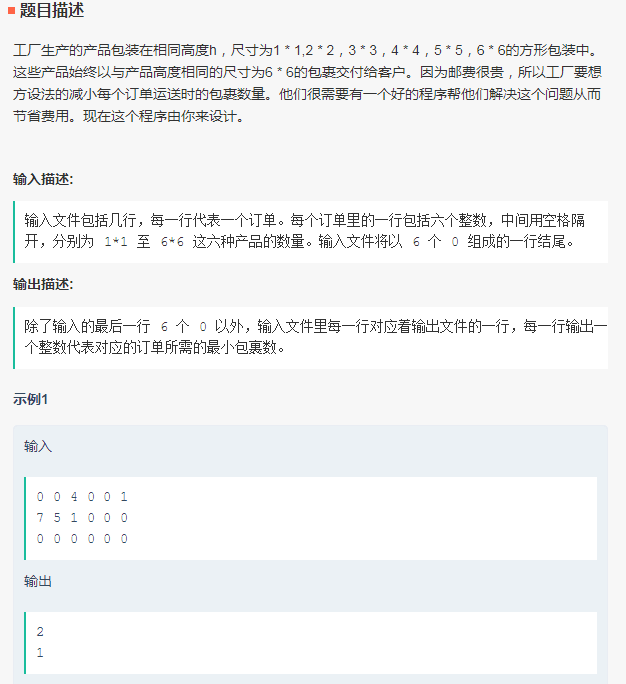 题目描述
工厂生产的产品包装在相同高度h，尺寸为1 * 1,2 * 2，3 * 3，4 * 4，5 * 5，6 * 6的方形包装中。
这些产品始终以与产品高度相同的尺寸为6 * 6的包裹交付给客户。因为邮费很贵，所以工厂要想
方设法的减小每个订单运送时的包裹数量。他们很需要有一个好的程序帮他们解决这个问题从而
节省费用。现在这个程序由你来设计。
输入描述:
输入文件包括几行，每一行代表一个订单。每个订单里的一行包括六个整数，中间用空格隔
开，分别为 1*1 至 6*6 这六种产品的数量。输入文件将以 6 个 0 组成的一行结尾。
输出描述:
除了输入的最后一行 6 个 0 以外，输入文件里每一行对应着输出文件的一行，每一行输出一
个整数代表对应的订单所需的最小包裹数。
示例1
输入
0 0 4 0 0 1
7 5 1 0 0 0
0 0 0 0 0 0
输出
2
1